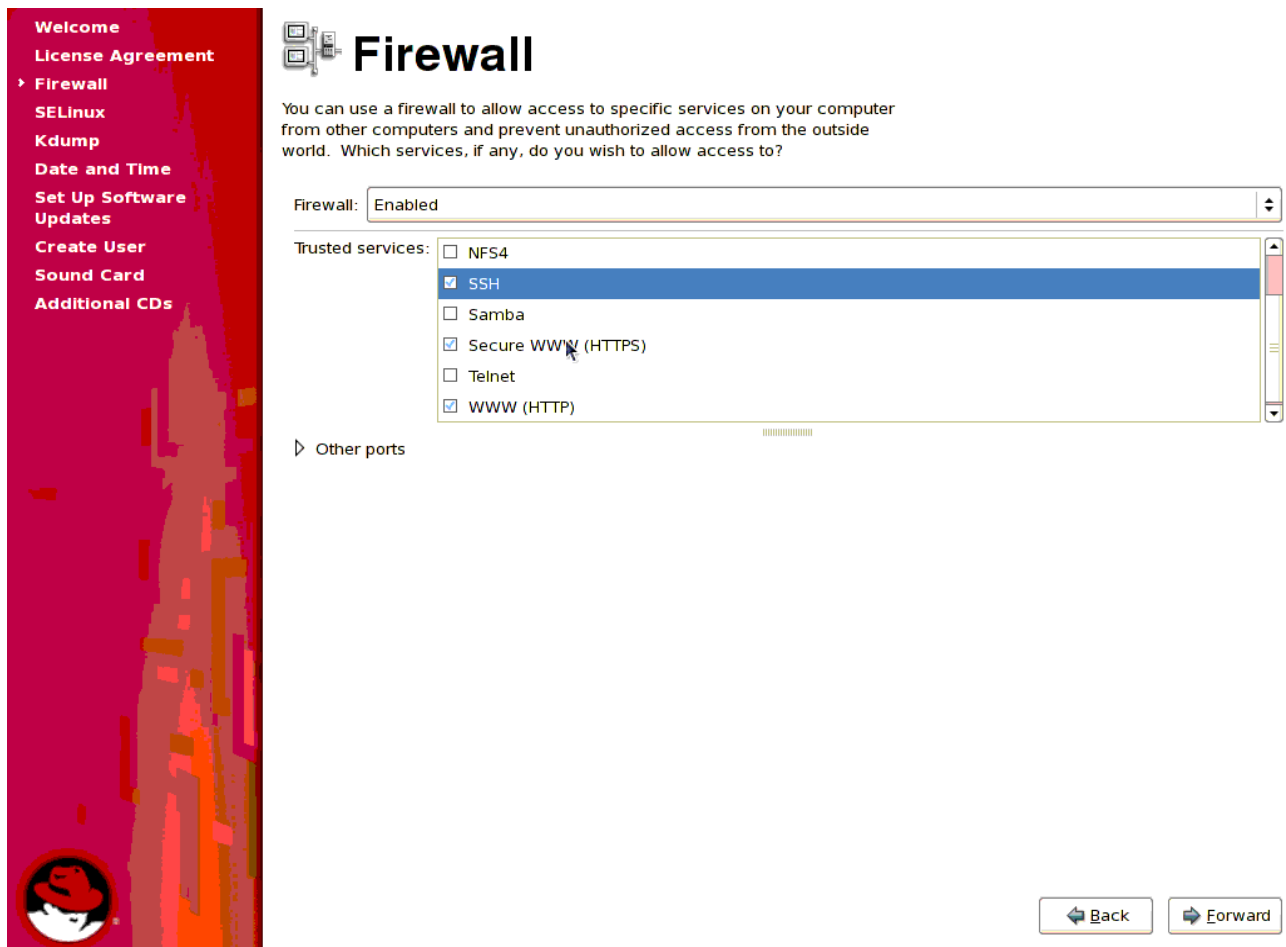 Welcome
License Agreement
Firewall
SELinux
Kdump
Date and Time
Set Up Software
Updates
Create User
Sound Card
Additional CDs
Firewall
You can use a firewall to allow access to specific services on your computer
from other computers and prevent unauthorized access from the outside
world.  Which services, if any, do you wish to allow access to?
Firewall: Enabled
Trusted services:
NFS4
SSH
Samba
Secure WWW (HTTPS)
Telnet
WWW (HTTP)
Other ports
Back
Forward